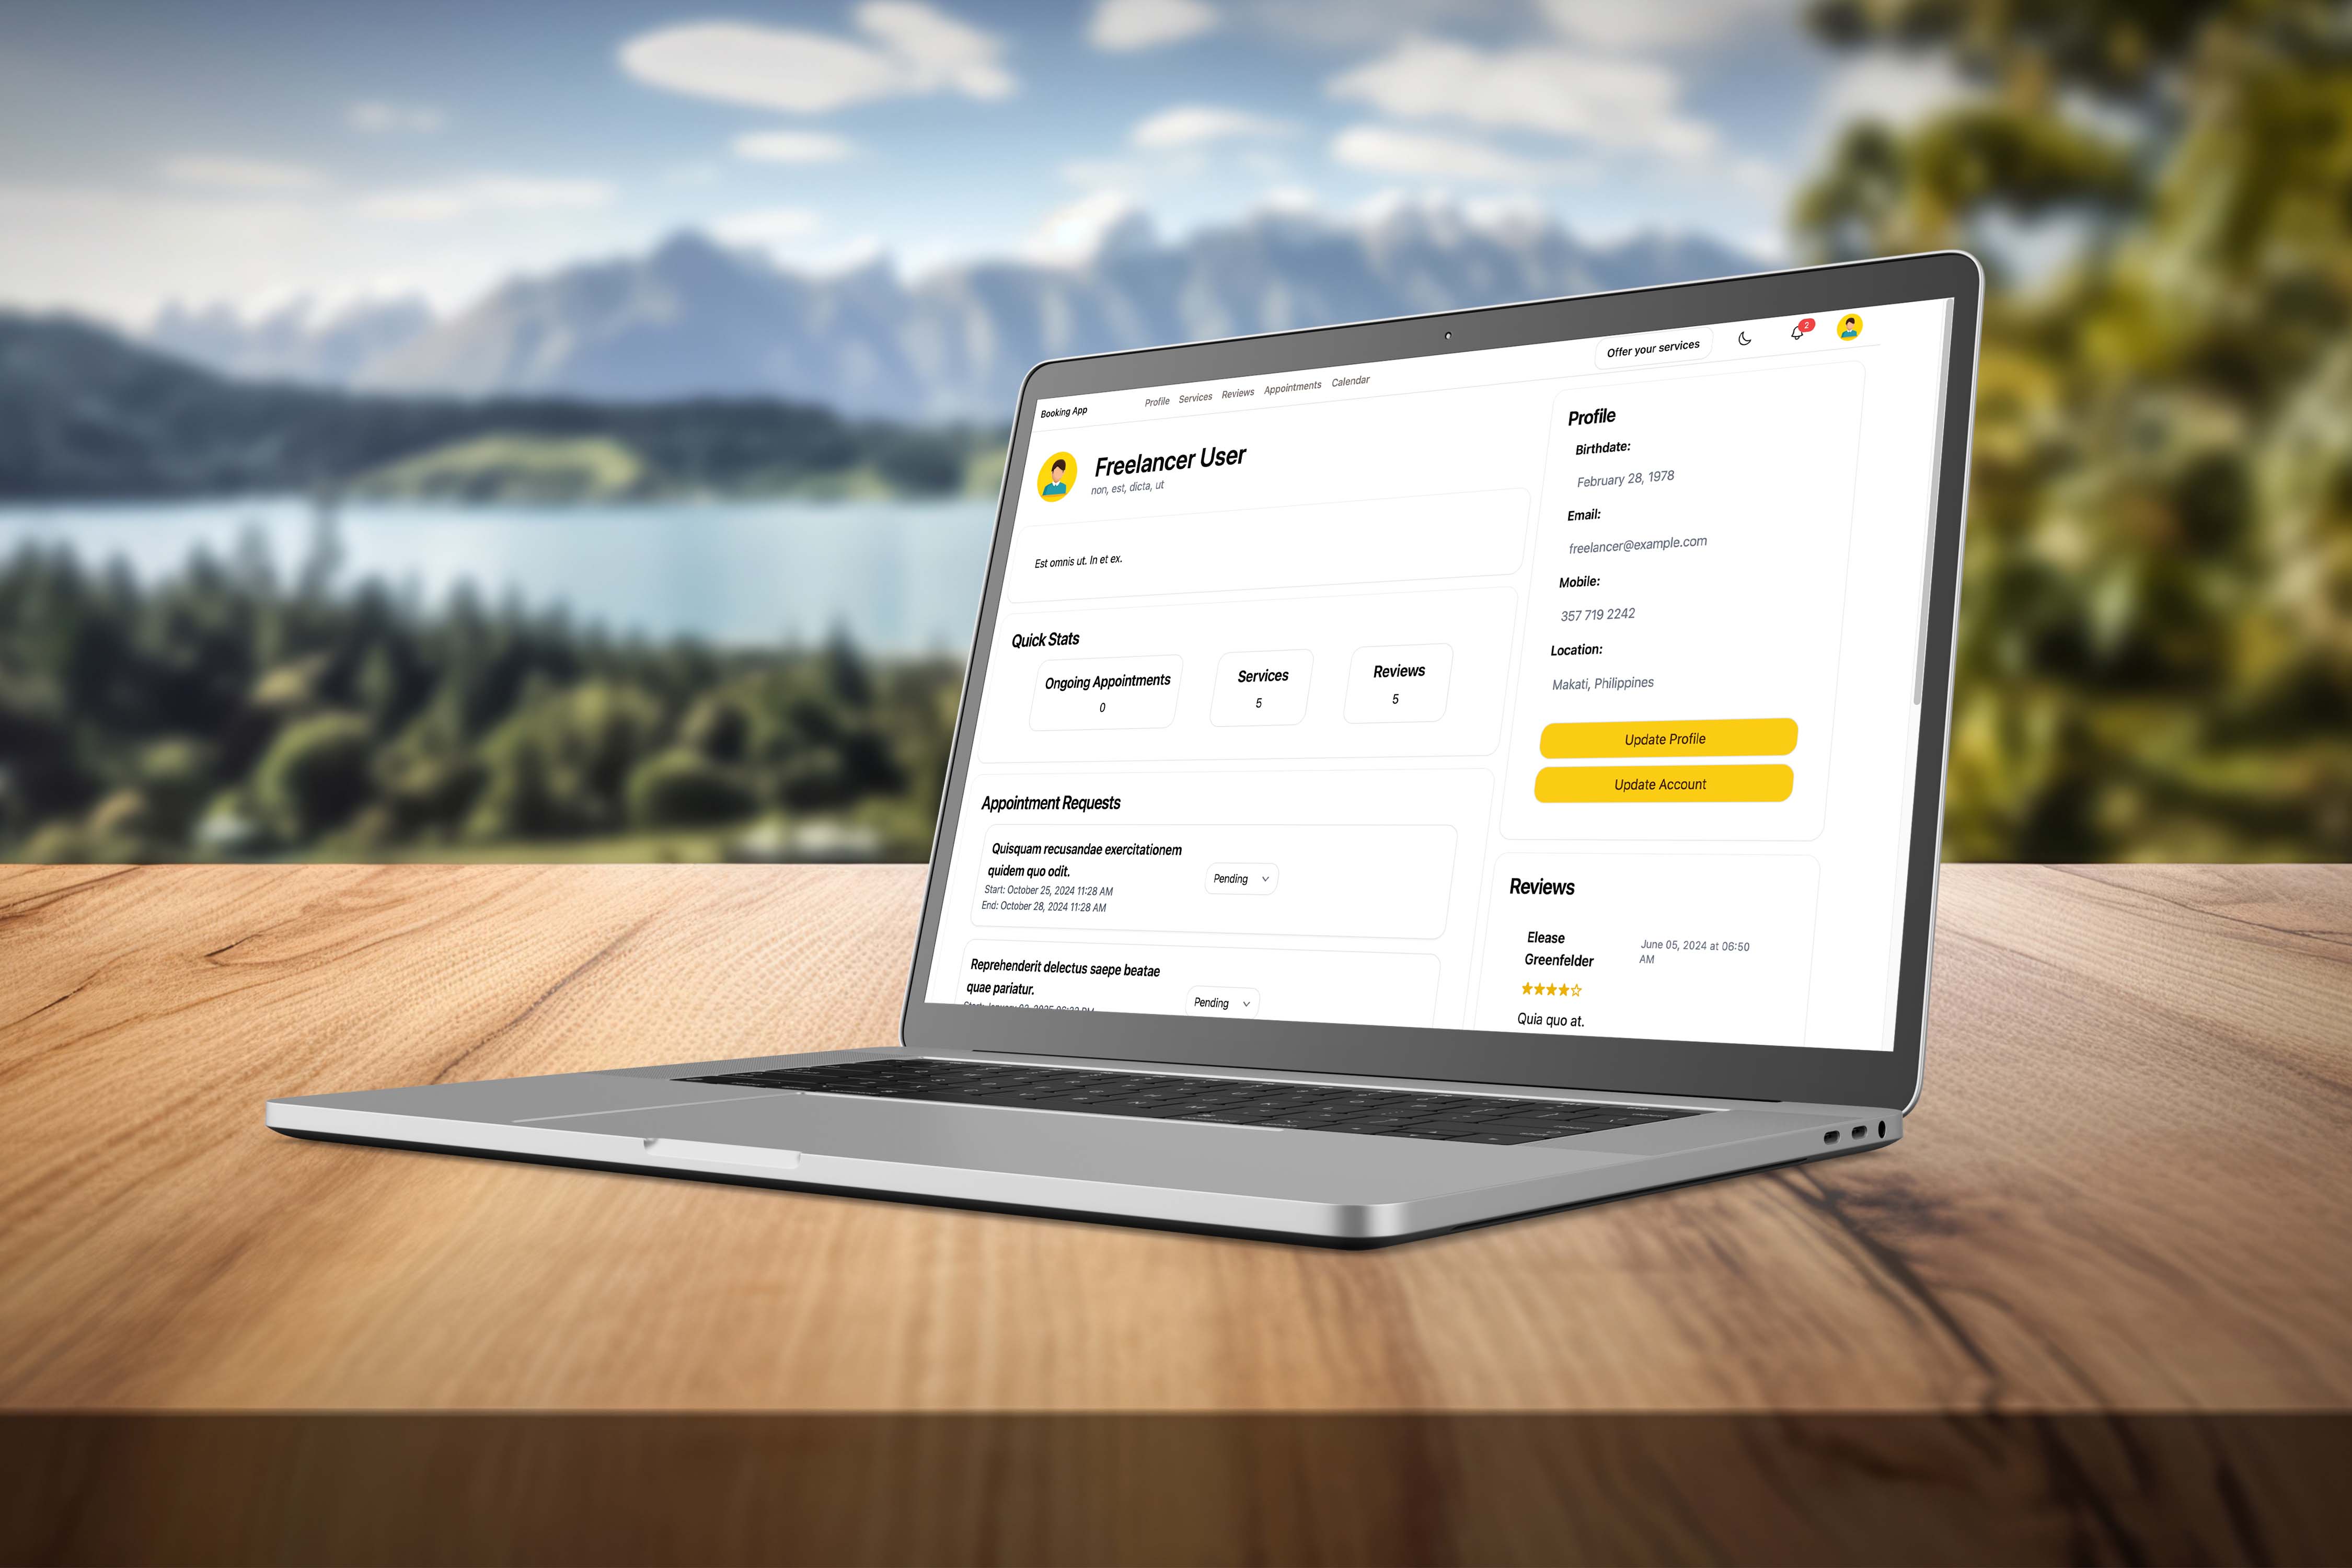 Booking App
Profile Services Reviews Appointments Calendar
Offer your services
2
Freelancer User
non, est, dicta, ut
Est omnis ut. In et ex.
Quick Stats
Ongoing Appointments
0
Services
5
Reviews
5
Appointment Requests
Quisquam recusandae exercitationem
quidem quo odit.
Start: October 25, 2024 11:28 AM
End: October 28, 2024 11:28 AM
Pending
Reprehenderit delectus saepe beatae
quae pariatur.
Pending
Profile
Birthdate:
February 28, 1978
Email:
freelancer@example.com
Mobile:
357 719 2242
Location:
Makati, Philippines
Update Profile
Update Account
Reviews
Elease
Greenfelder
June 05, 2024 at 06:50
AM
Quia quo at.